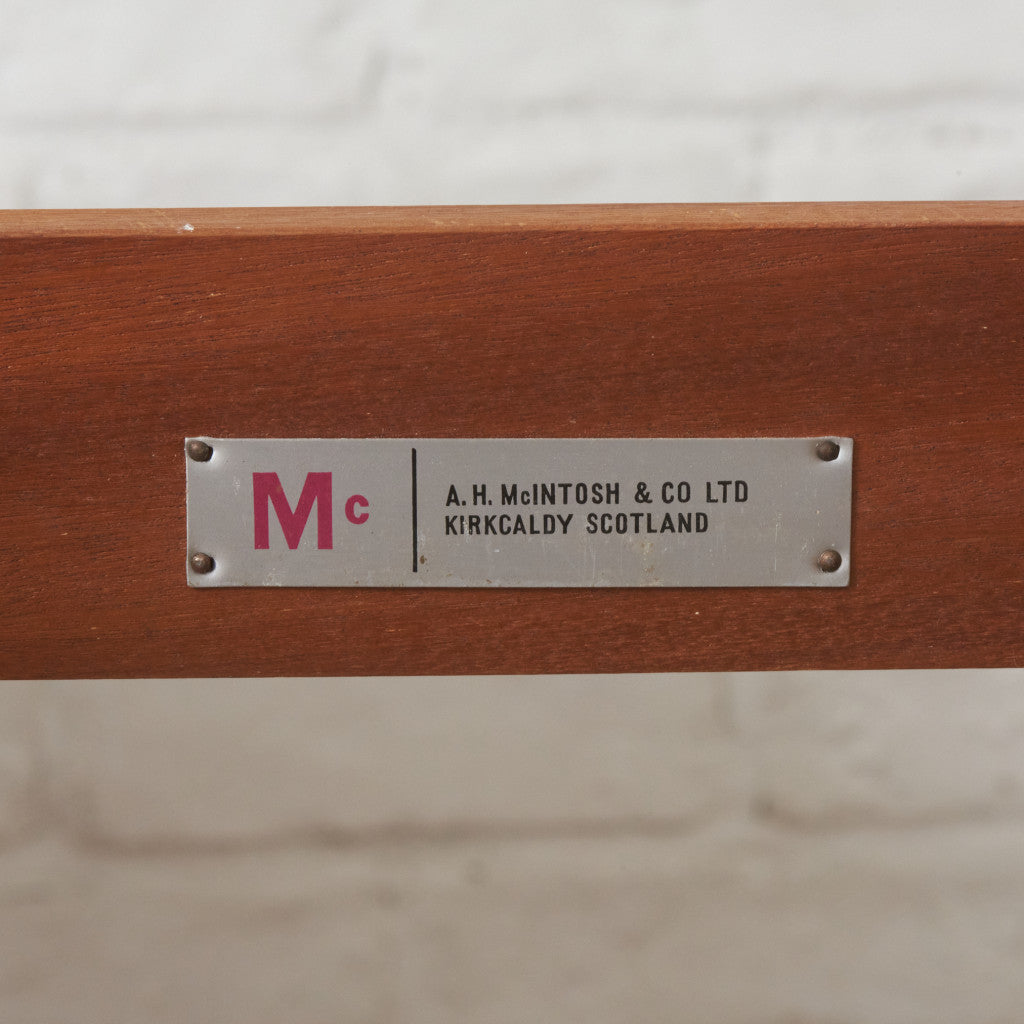 Mc
A.H. McINTOSH & CO LTD
KIRKCALDY SCOTLAND